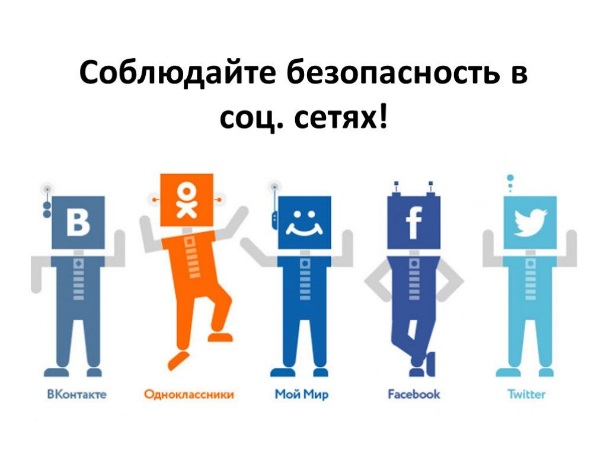 Соблюдайте безопасность в
соц. сетях!
В
f
ВКонтакте
Одноклассники
Мой Мир
Facebook
Twitter